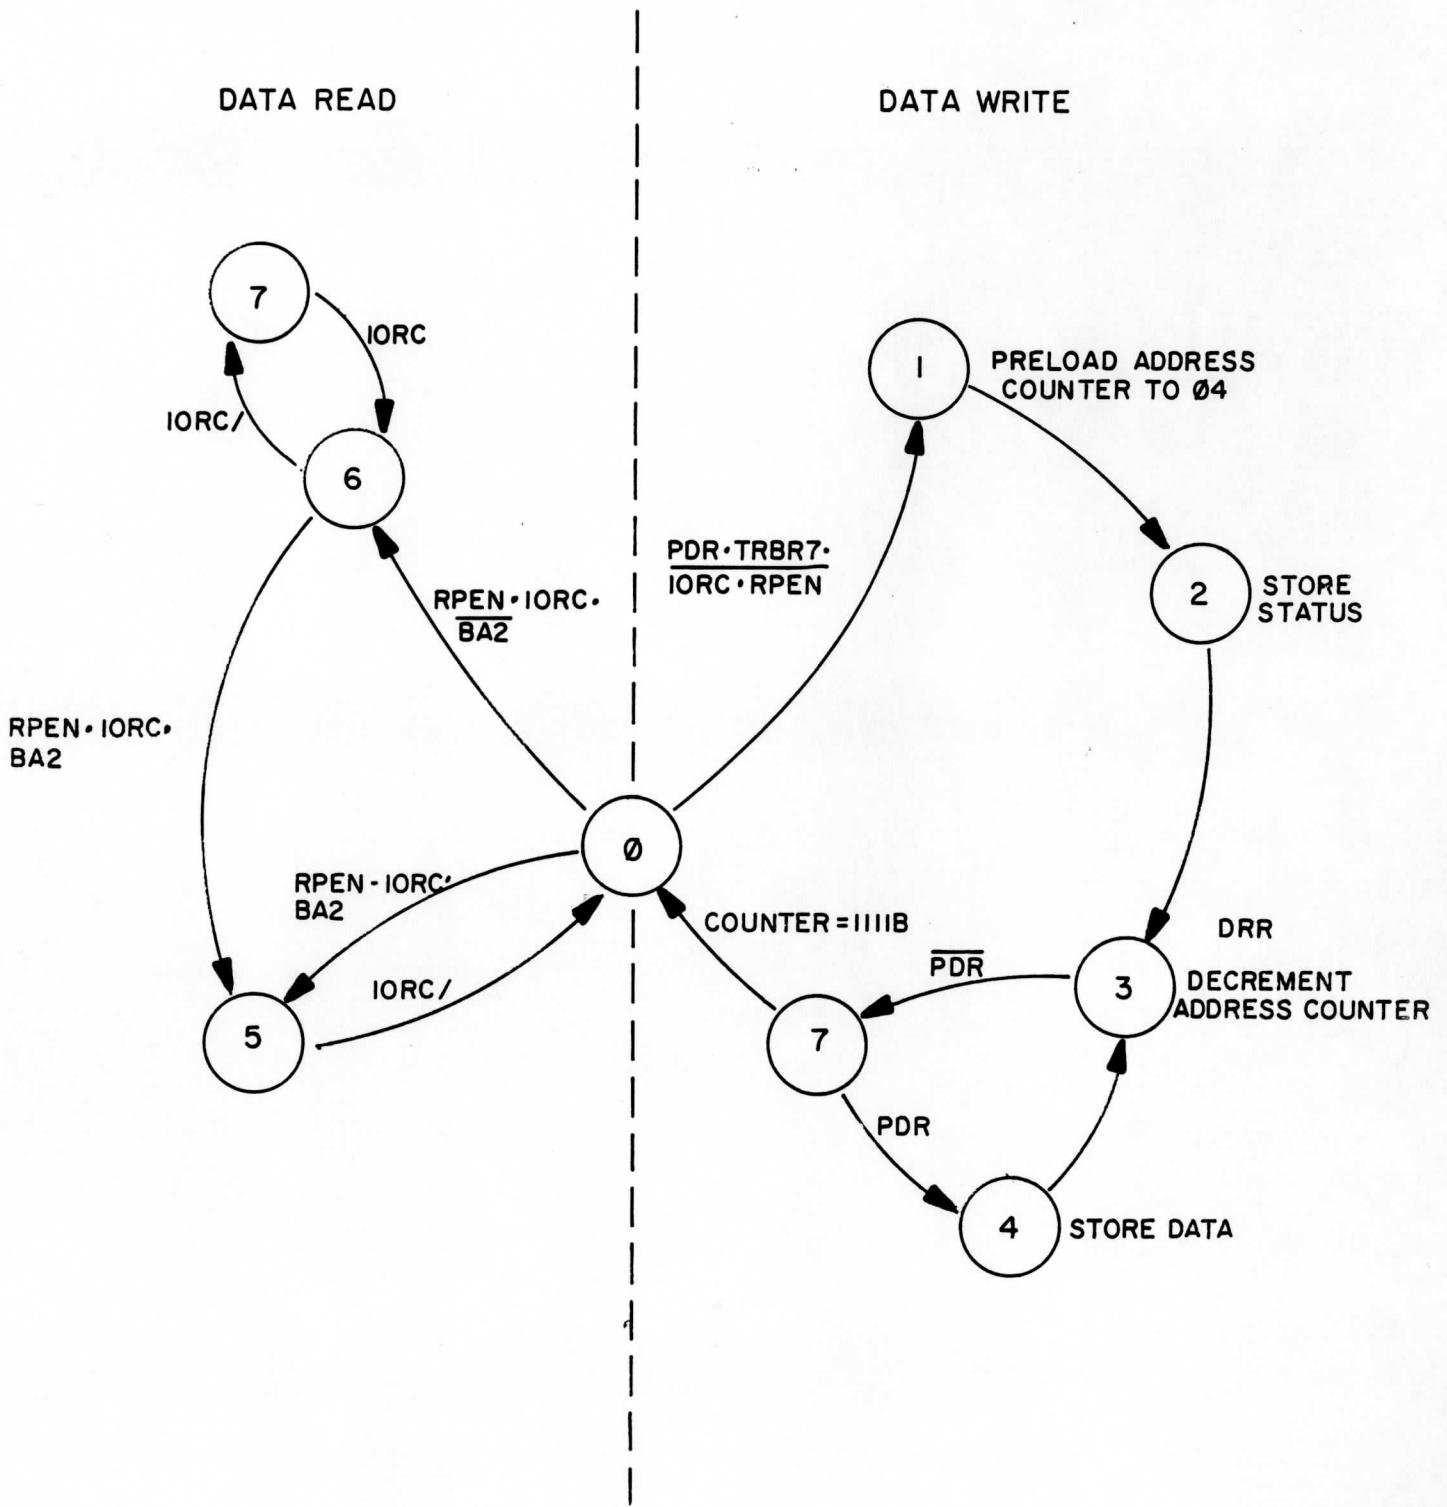 DATA READ
DATA WRITE
7
IORC
IORC/
6
1
PRELOAD ADDRESS
COUNTER TO Ø4
PDR·TRBR7·
IORC·RPEN
2
STORE
STATUS
RPEN·IORC·
BA2
RPEN·IORC·
BA2
Ø
RPEN-IORC·
BA2
COUNTER=1111B
DRR
PDR
3
DECREMENT
ADDRESS COUNTER
IORC/
5
7
PDR
4
STORE DATA